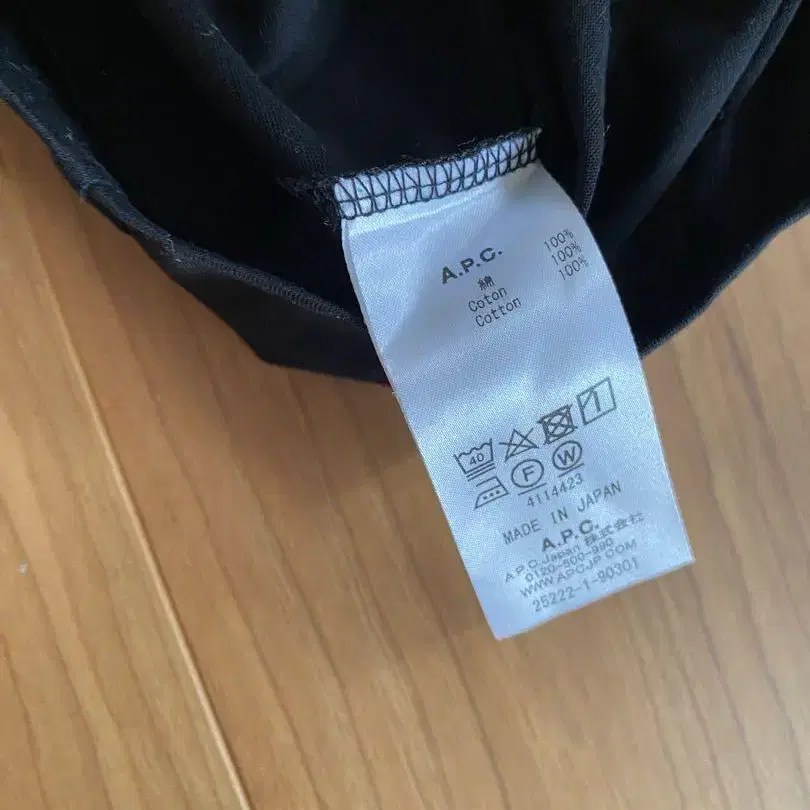 A.P.C.
綿 100%
Coton 100%
Cotton 100%
40
F W
4114423
MADE IN JAPAN
A.P.C.
A.P.C.Japan 株式会社
0120-500-990
WWW.APCJP.COM
25222-1-90301